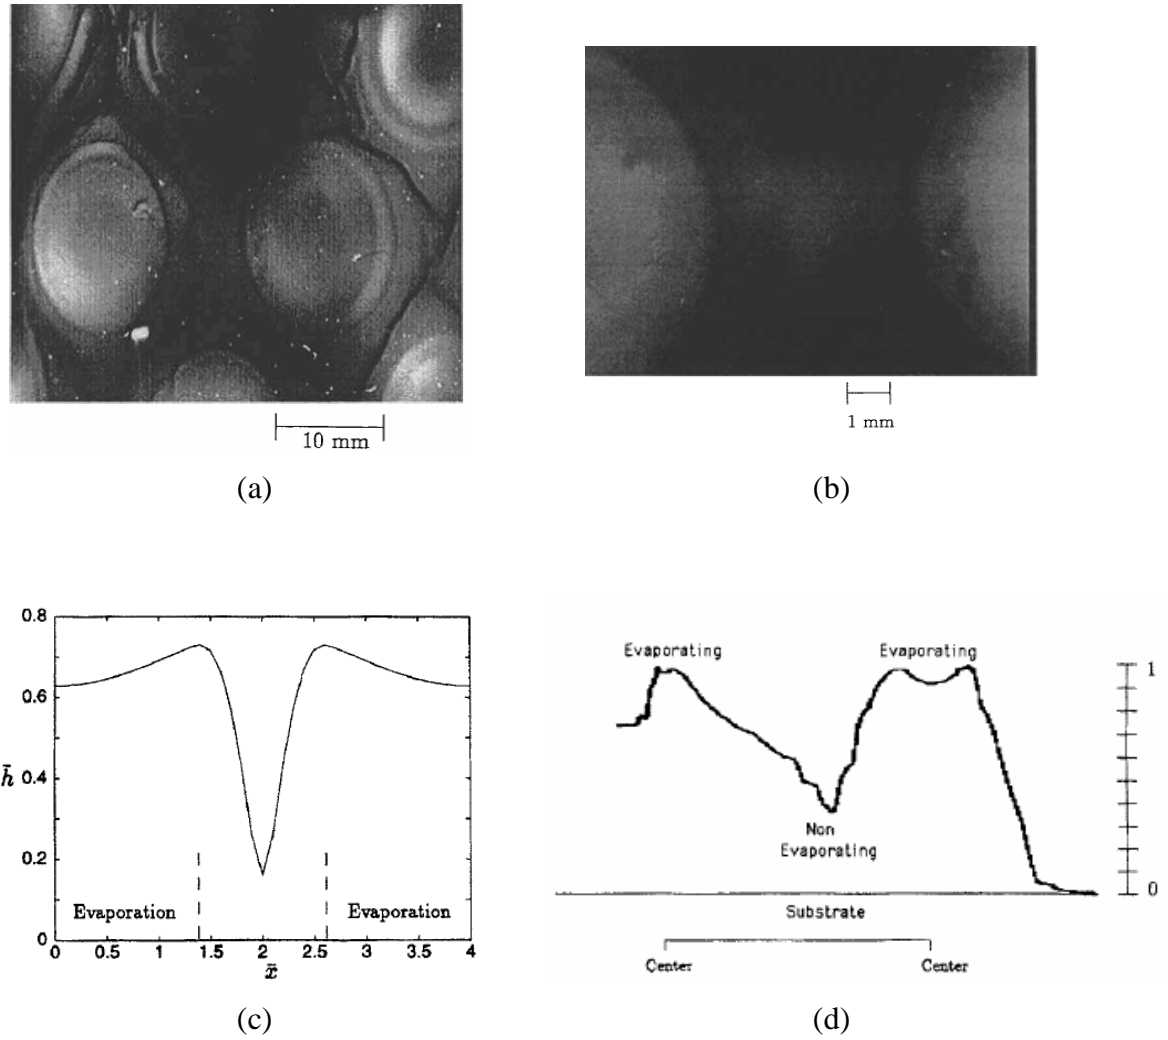 10 mm
1 mm
(a)
(b)
0.8
0.6
0.4
h̄
0.2
0
Evaporation
Evaporation
0
0.5
1
1.5
2
2.5
3
3.5
4
x̄
Evaporating
Evaporating
1
Non
Evaporating
0
Substrate
Center
Center
(c)
(d)